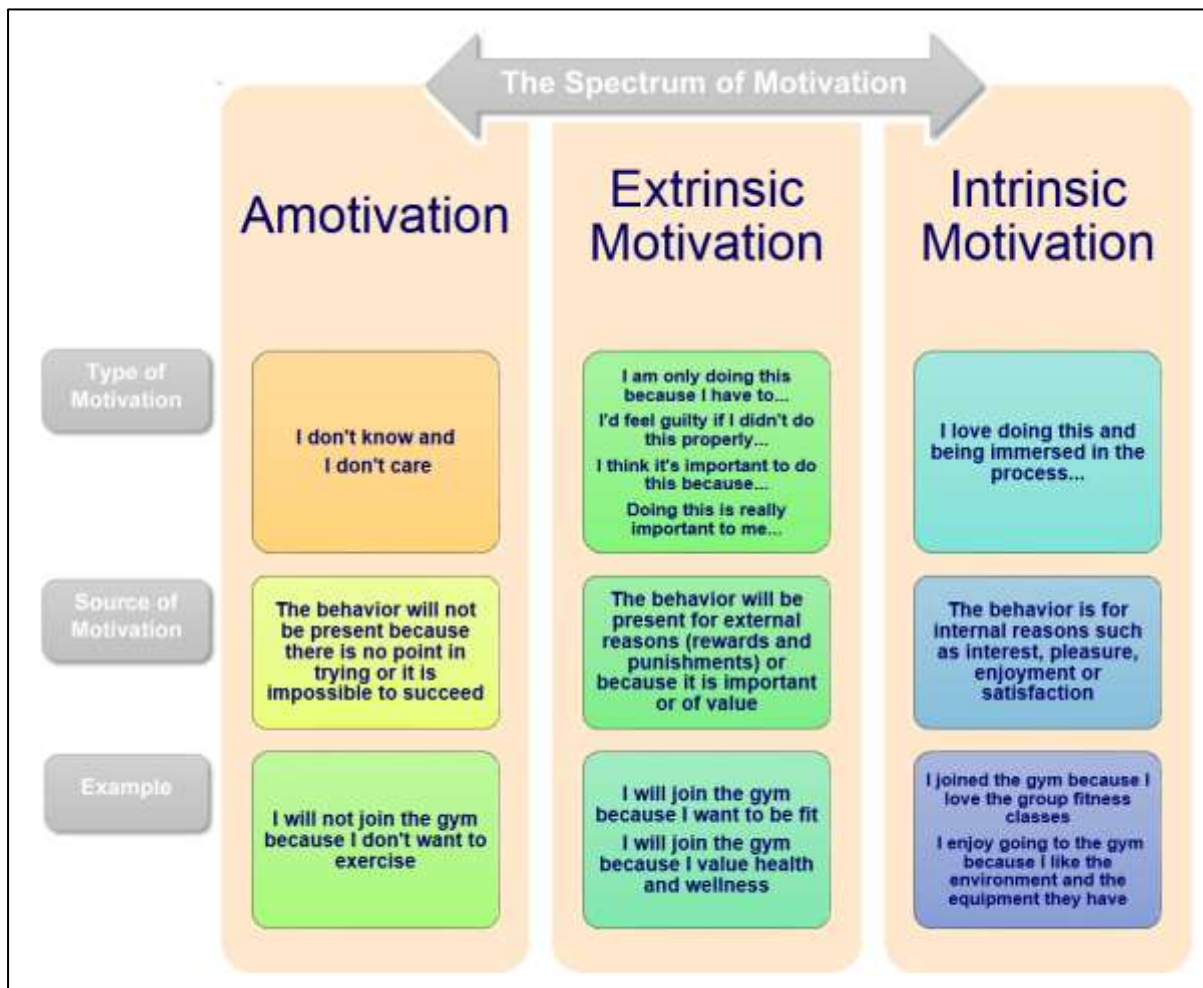 The Spectrum of Motivation
Amotivation
Extrinsic
Motivation
Intrinsic
Motivation
Type of
Motivation
I don't know and
I don't care
I am only doing this
because I have to...
I'd feel guilty if I didn't do
this properly...
I think it's important to do
this because...
Doing this is really
important to me...
I love doing this and
being immersed in the
process...
Source of
Motivation
The behavior will not
be present because
there is no point in
trying or it is
impossible to succeed
The behavior will be
present for external
reasons (rewards and
punishments) or
because it is important
or of value
The behavior is for
internal reasons such
as interest, pleasure,
enjoyment or
satisfaction
Example
I will not join the gym
because I don't want to
exercise
I will join the gym
because I want to be fit
I will join the gym
because I value health
and wellness
I joined the gym because I
love the group fitness
classes
I enjoy going to the gym
because I like the
environment and the
equipment they have